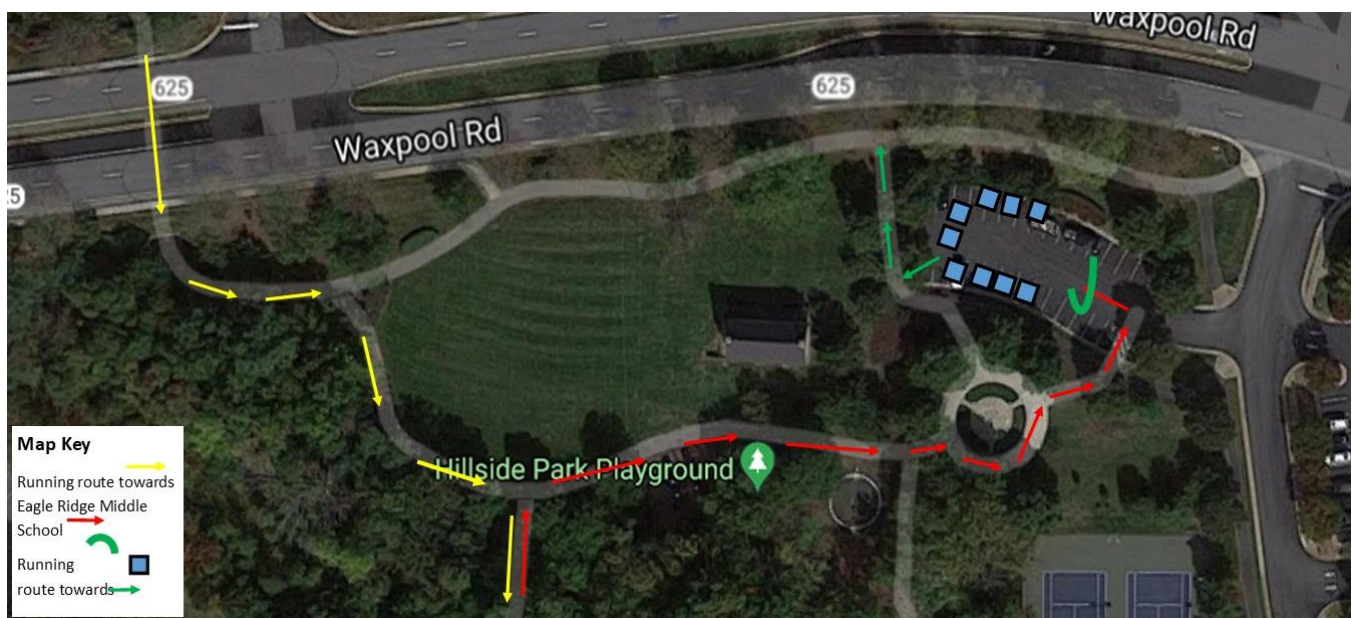 Waxpool Rd
625
625
Waxpool Rd
25
Hillside Park Playground
Map Key
Running route towards
Eagle Ridge Middle
School
Running
route towards